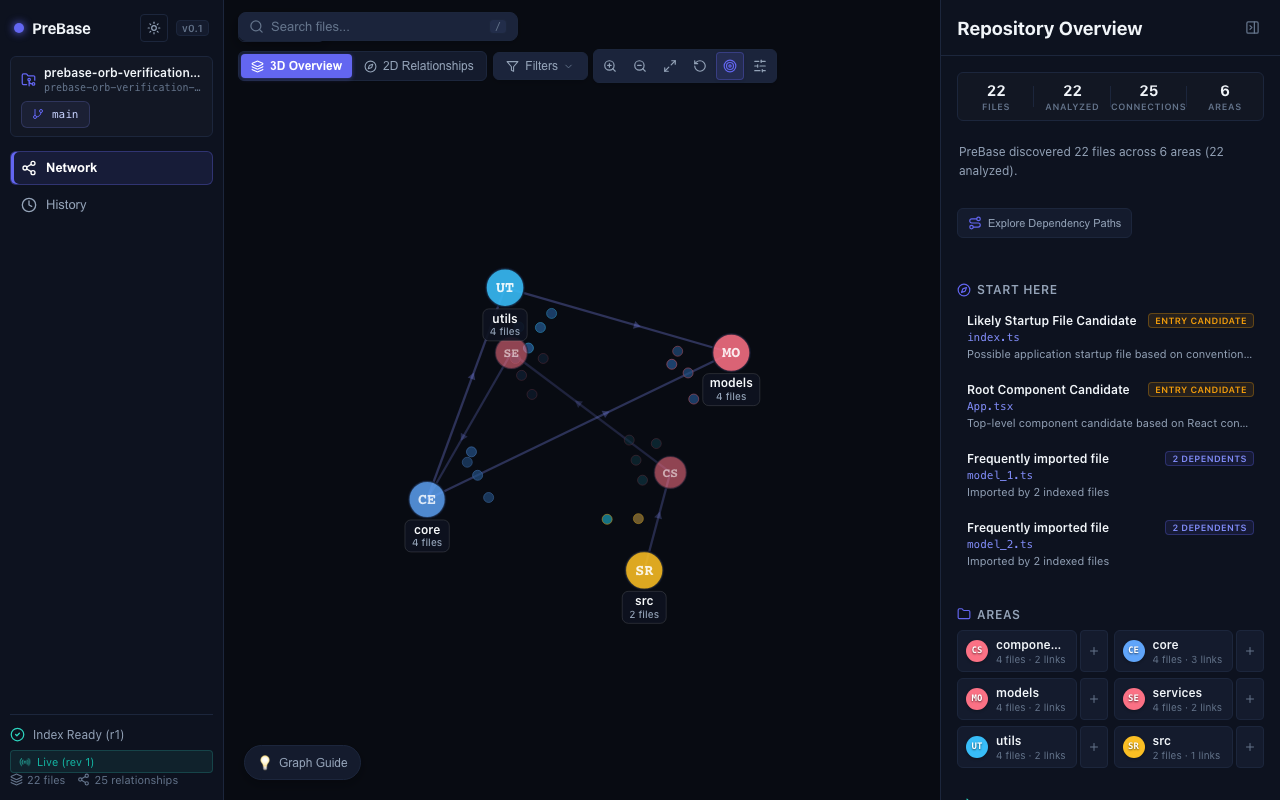 PreBase
v0.1
prebase-orb-verification...
prebase-orb-verification-…
main
Network
History
Index Ready (r1)
Live (rev 1)
22 files
25 relationships
Search files...
/
3D Overview
2D Relationships
Filters
UT
utils
4 files
SE
MO
models
4 files
CS
CE
core
4 files
SR
src
2 files
Graph Guide
Repository Overview
22
FILES
22
ANALYZED
25
CONNECTIONS
6
AREAS
PreBase discovered 22 files across 6 areas (22
analyzed).
Explore Dependency Paths
START HERE
Likely Startup File Candidate
ENTRY CANDIDATE
index.ts
Possible application startup file based on convention...
Root Component Candidate
ENTRY CANDIDATE
App.tsx
Top-level component candidate based on React con...
Frequently imported file
2 DEPENDENTS
model_1.ts
Imported by 2 indexed files
Frequently imported file
2 DEPENDENTS
model_2.ts
Imported by 2 indexed files
AREAS
CS
compone...
4 files · 2 links
+
CE
core
4 files · 3 links
+
MO
models
4 files · 2 links
+
SE
services
4 files · 2 links
+
UT
utils
4 files · 2 links
+
SR
src
2 files · 1 links
+